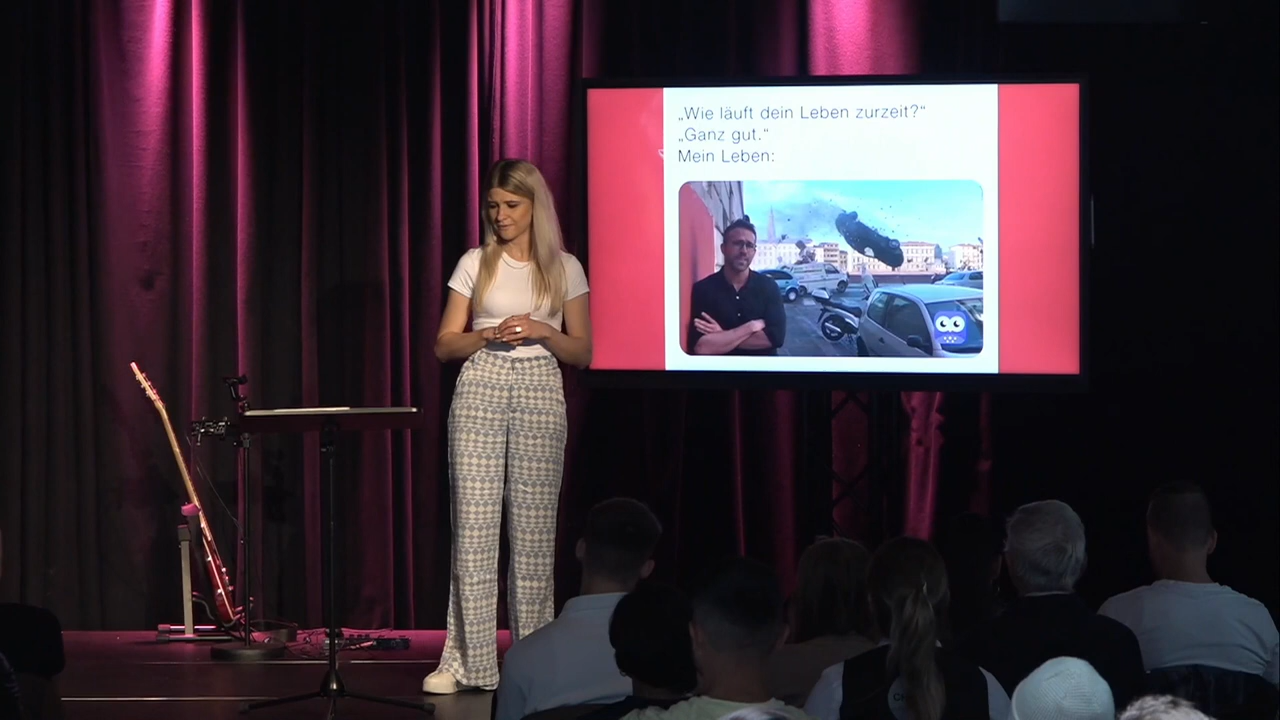 „Wie läuft dein Leben zurzeit?“
„Ganz gut.“
Mein Leben: